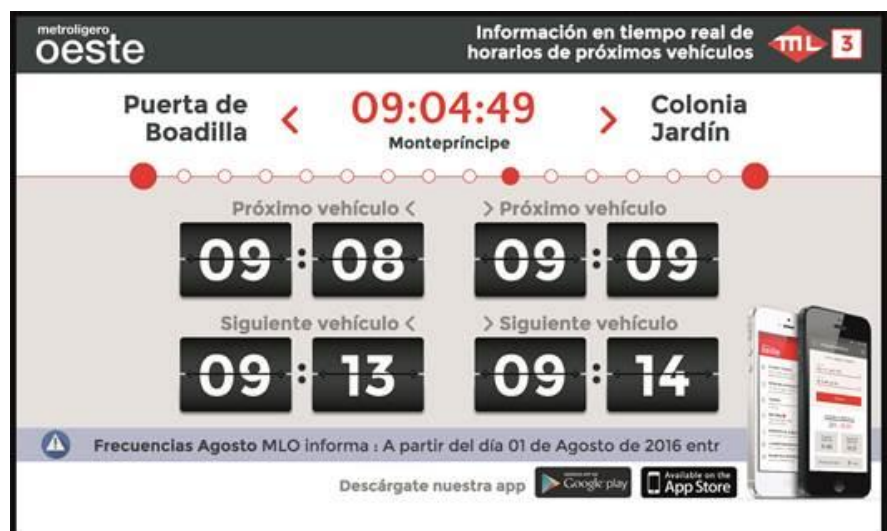 metroligero
oeste
Información en tiempo real de
horarios de próximos vehículos
ML 3
Puerta de
Boadilla
<
09:04:49
Montepríncipe
>
Colonia
Jardín
Próximo vehículo <
> Próximo vehículo
09:08
09:09
Siguiente vehículo <
> Siguiente vehículo
09:13
09:14
Frecuencias Agosto MLO informa : A partir del día 01 de Agosto de 2016 entr
Descárgate nuestra app
Google play
Available on the
App Store